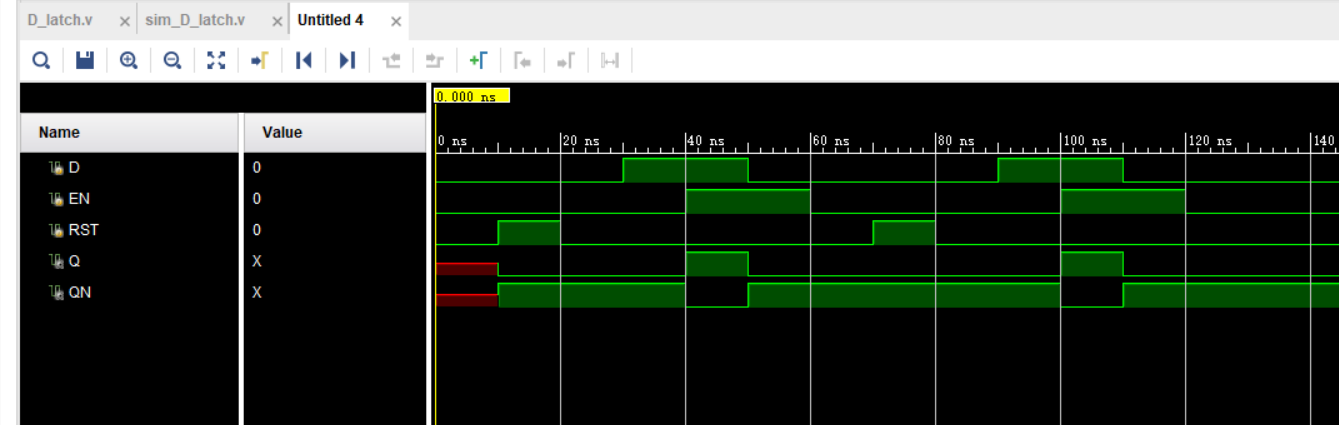 D_latch.v × sim_D_latch.v × Untitled 4 ×
0.000 ns
Name Value
0 ns 20 ns 40 ns 60 ns 80 ns 100 ns 120 ns 140
D 0
EN 0
RST 0
Q X
QN X